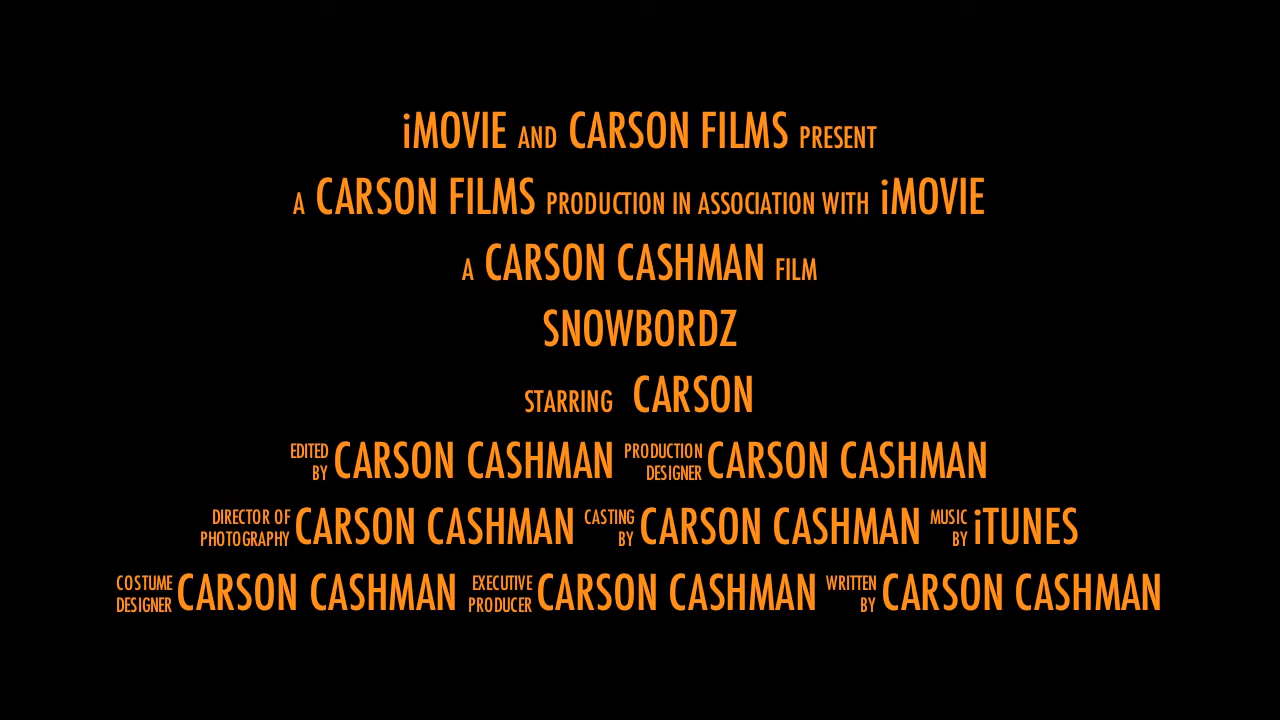 iMOVIE AND CARSON FILMS PRESENT
A CARSON FILMS PRODUCTION IN ASSOCIATION WITH iMOVIE
A CARSON CASHMAN FILM
SNOWBORDZ
STARRING CARSON
EDITED BY CARSON CASHMAN PRODUCTION DESIGNER CARSON CASHMAN
DIRECTOR OF PHOTOGRAPHY CARSON CASHMAN CASTING BY CARSON CASHMAN MUSIC BY iTUNES
COSTUME DESIGNER CARSON CASHMAN EXECUTIVE PRODUCER CARSON CASHMAN WRITTEN BY CARSON CASHMAN